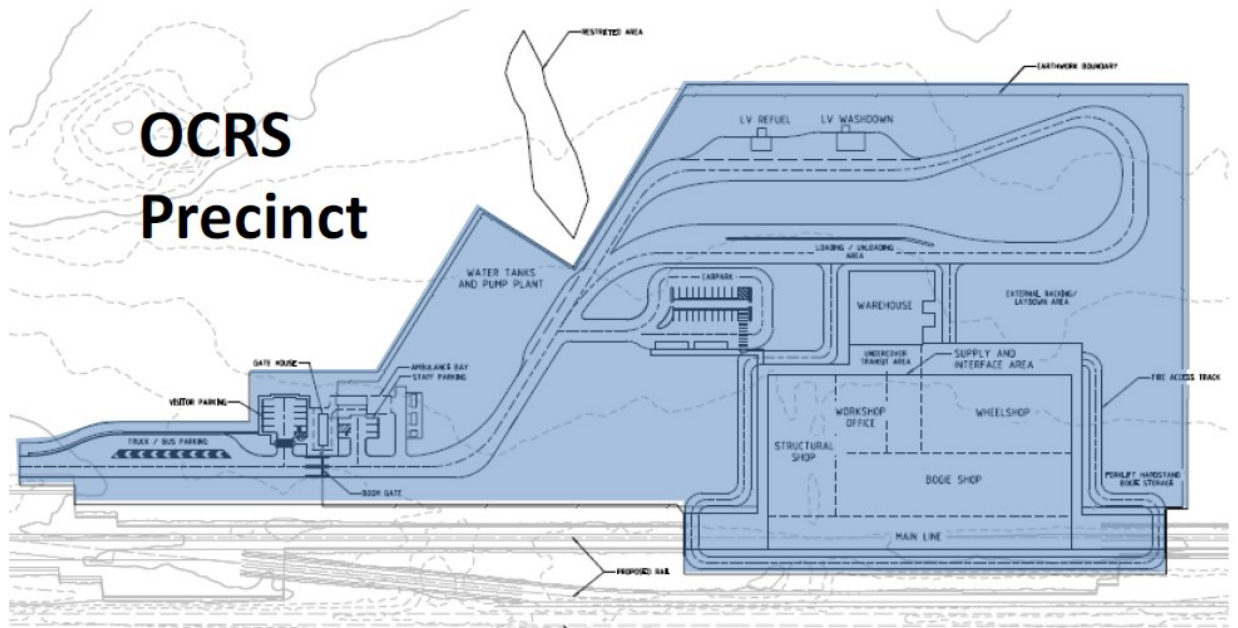 OCRS
Precinct
RESTRICTED AREA
EARTHWORK BOUNDARY
LV REFUEL
LV WASHDOWN
LOADING / UNLOADING
AREA
WATER TANKS
AND PUMP PLANT
CARPARK
WAREHOUSE
EXTERNAL RACKING/
LAYDOWN AREA
GATE HOUSE
AMBULANCE BAY
STAFF PARKING
UNDERCOVER
TRANSIT AREA
SUPPLY AND
INTERFACE AREA
FIRE ACCESS TRACK
VISITOR PARKING
WORKSHOP
OFFICE
WHEELSHOP
TRUCK / BUS PARKING
STRUCTURAL
SHOP
BOGIE SHOP
FORKLIFT HARDSTAND
BOGIE STORAGE
BOOM GATE
MAIN LINE
PROPOSED RAIL